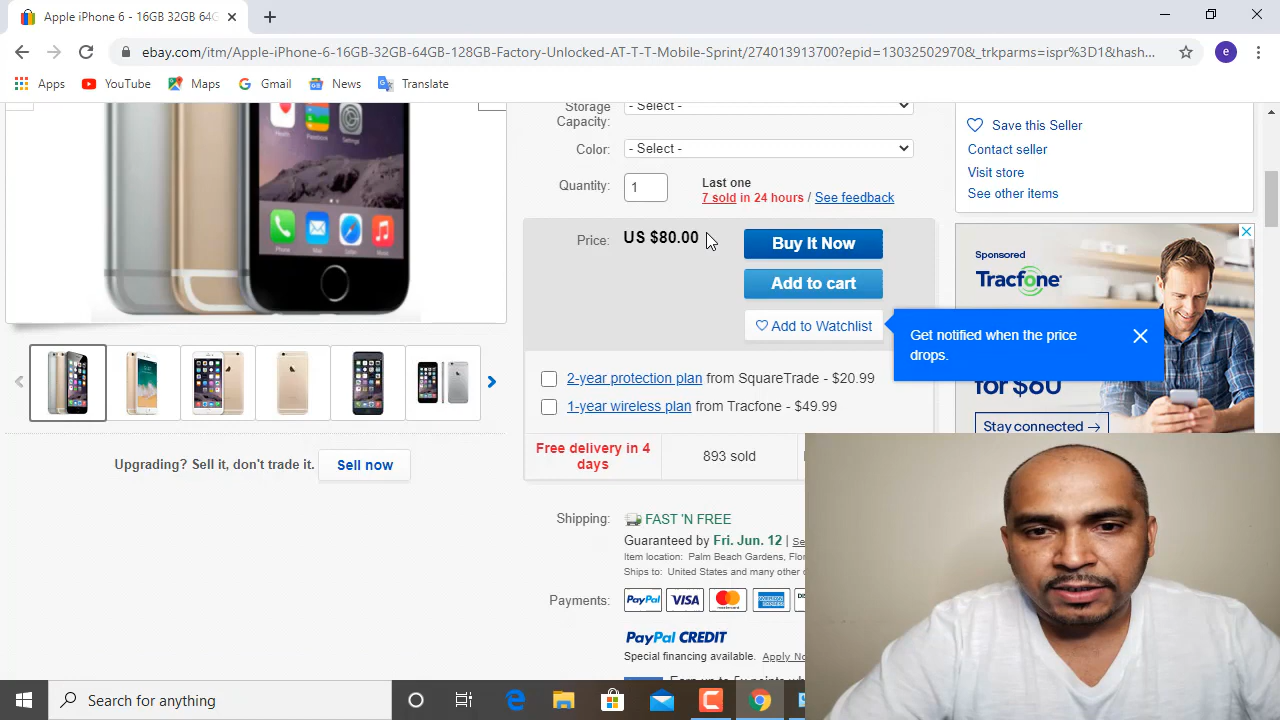 Apple iPhone 6 - 16GB 32GB 64G
ebay.com/itm/Apple-iPhone-6-16GB-32GB-64GB-128GB-Factory-Unlocked-AT-T-T-Mobile-Sprint/274013913700?epid=13032502970&_trkparms=ispr%3D1&hash...
e
Apps
YouTube
Maps
Gmail
News
Translate
Storage
Capacity:
- Select -
Color:
- Select -
Quantity:
1
Last one
7 sold in 24 hours / See feedback
Price:
US $80.00
Buy It Now
Add to cart
Add to Watchlist
Get notified when the price
drops.
2-year protection plan from SquareTrade - $20.99
1-year wireless plan from Tracfone - $49.99
Free delivery in 4
days
893 sold
Upgrading? Sell it, don't trade it.
Sell now
Shipping:
FAST 'N FREE
Guaranteed by Fri. Jun. 12 |
Item location: Palm Beach Gardens,
Ships to: United States and many other
Payments:
PayPal
VISA
mastercard
PayPal CREDIT
Special financing available. Apply
Save this Seller
Contact seller
Visit store
See other items
Sponsored
Tracfone
for $60
Stay connected →
Search for anything